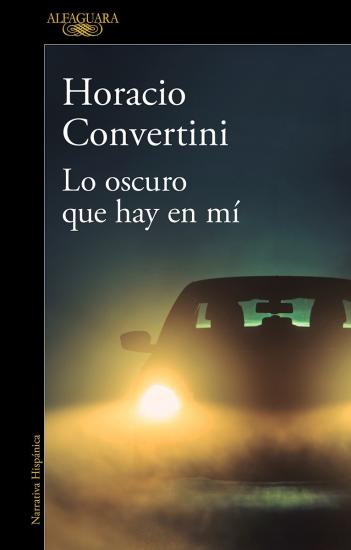 ALFAGUARA
Horacio
Convertini
Lo oscuro
que hay en mí
Narrativa Hispánica